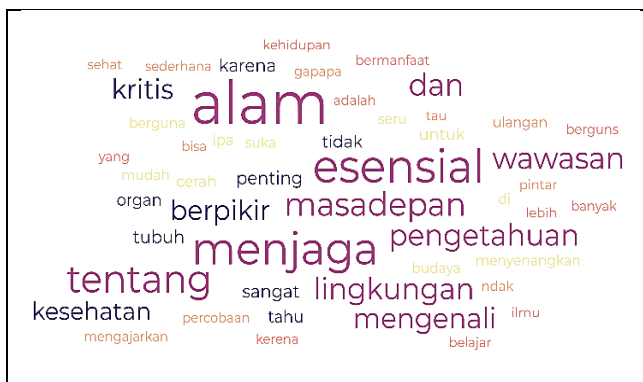 kehidupan
sehat sederhana karena gapapa bermanfaat
kritis alam adalah dan
berguna seru tau ulangan
yang bisa ipa suka tidak untuk berguns
mudah cerah penting esensial wawasan
organ berpikir masadepan di pintar
lebih banyak
tubuh menjaga pengetahuan
tentang budaya menyenangkan
sangat lingkungan ndak
kesehatan percobaan tahu mengenali ilmu
mengajarkan kerena belajar